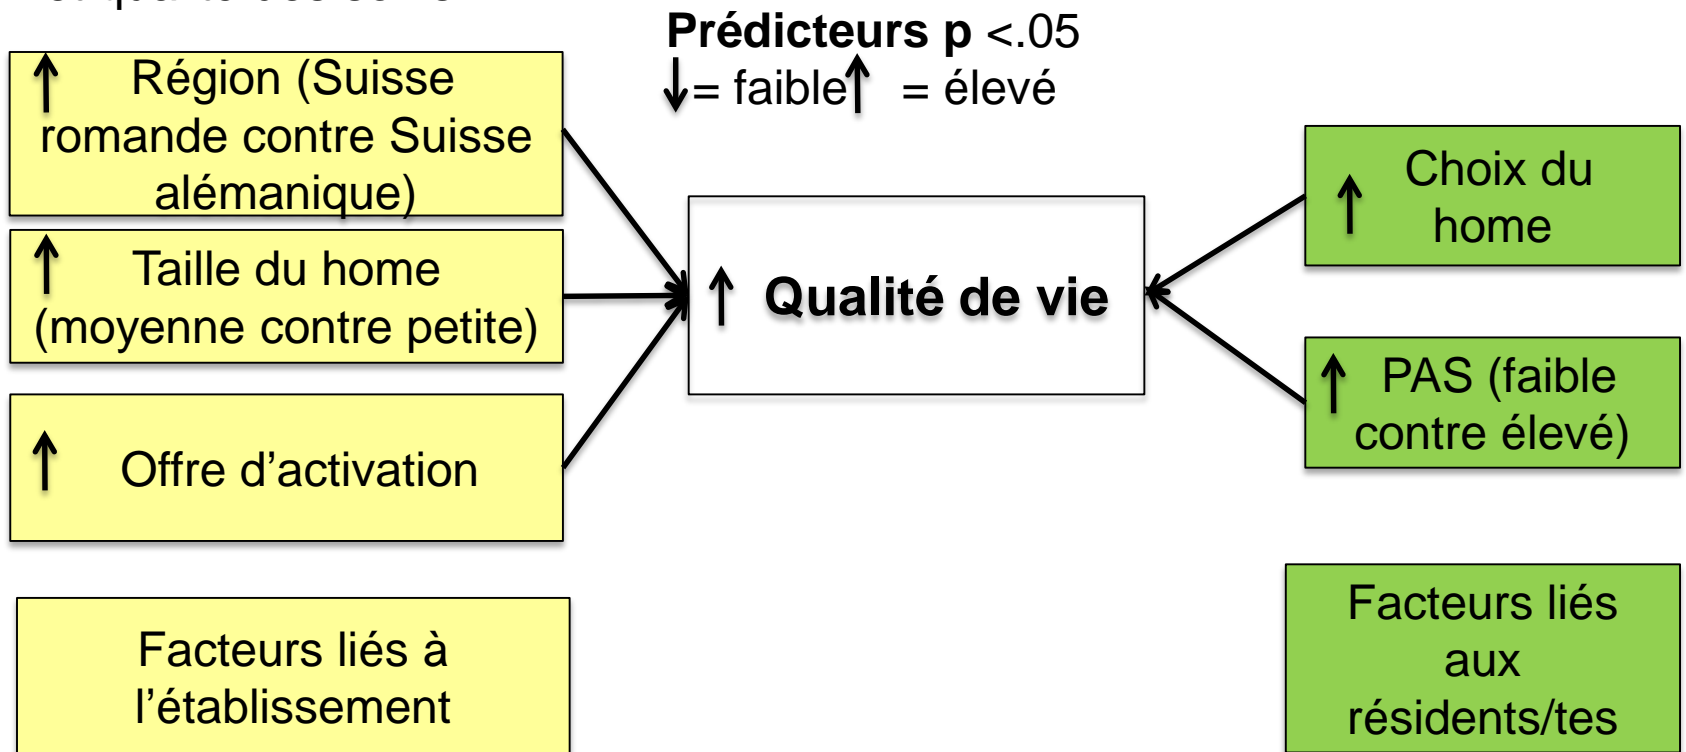 Prédicteurs p <.05
↓= faible↑ = élevé
↑ Région (Suisse
romande contre Suisse
alémanique)
↑ Taille du home
(moyenne contre petite)
↑ Offre d'activation
↑ Qualité de vie
↑ Choix du
home
↑ PAS (faible
contre élevé)
Facteurs liés à
l'établissement
Facteurs liés
aux
résidents/tes